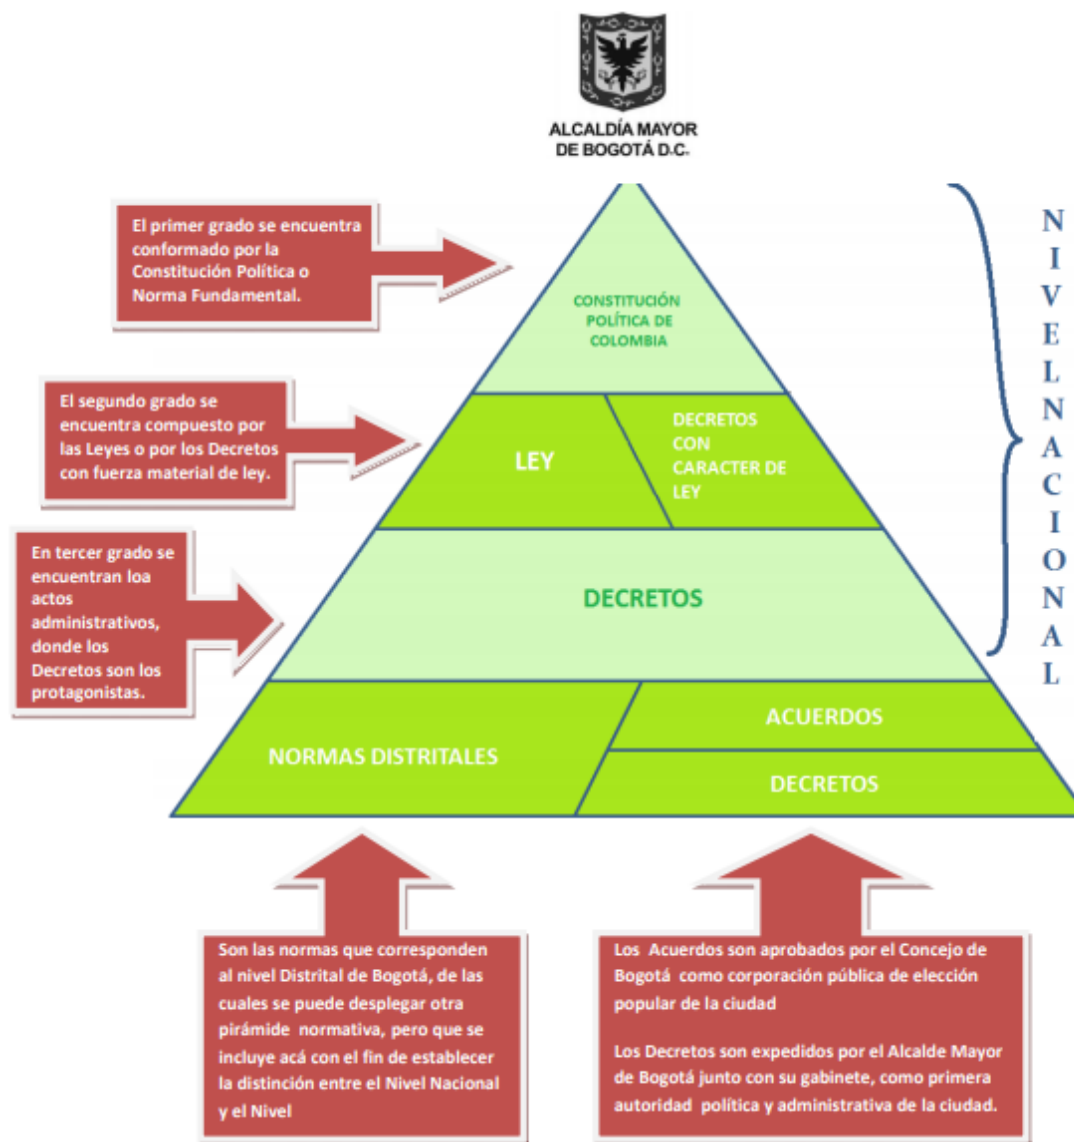 ALCALDÍA MAYOR
DE BOGOTÁ D.C.
El primer grado se encuentra
conformado por la
Constitución Política o
Norma Fundamental.
CONSTITUCIÓN
POLÍTICA DE
COLOMBIA
El segundo grado se
encuentra compuesto por
las Leyes o por los Decretos
con fuerza material de ley.
LEY
DECRETOS
CON
CARACTER DE
LEY
En tercer grado se
encuentran loa
actos
administrativos,
donde los
Decretos son los
protagonistas.
DECRETOS
NIVELNACIONAL
NORMAS DISTRITALES
ACUERDOS
DECRETOS
Son las normas que corresponden
al nivel Distrital de Bogotá, de las
cuales se puede desplegar otra
pirámide normativa, pero que se
incluye acá con el fin de establecer
la distinción entre el Nivel Nacional
y el Nivel
Los Acuerdos son aprobados por el Concejo de
Bogotá como corporación pública de elección
popular de la ciudad
Los Decretos son expedidos por el Alcalde Mayor
de Bogotá junto con su gabinete, como primera
autoridad política y administrativa de la ciudad.